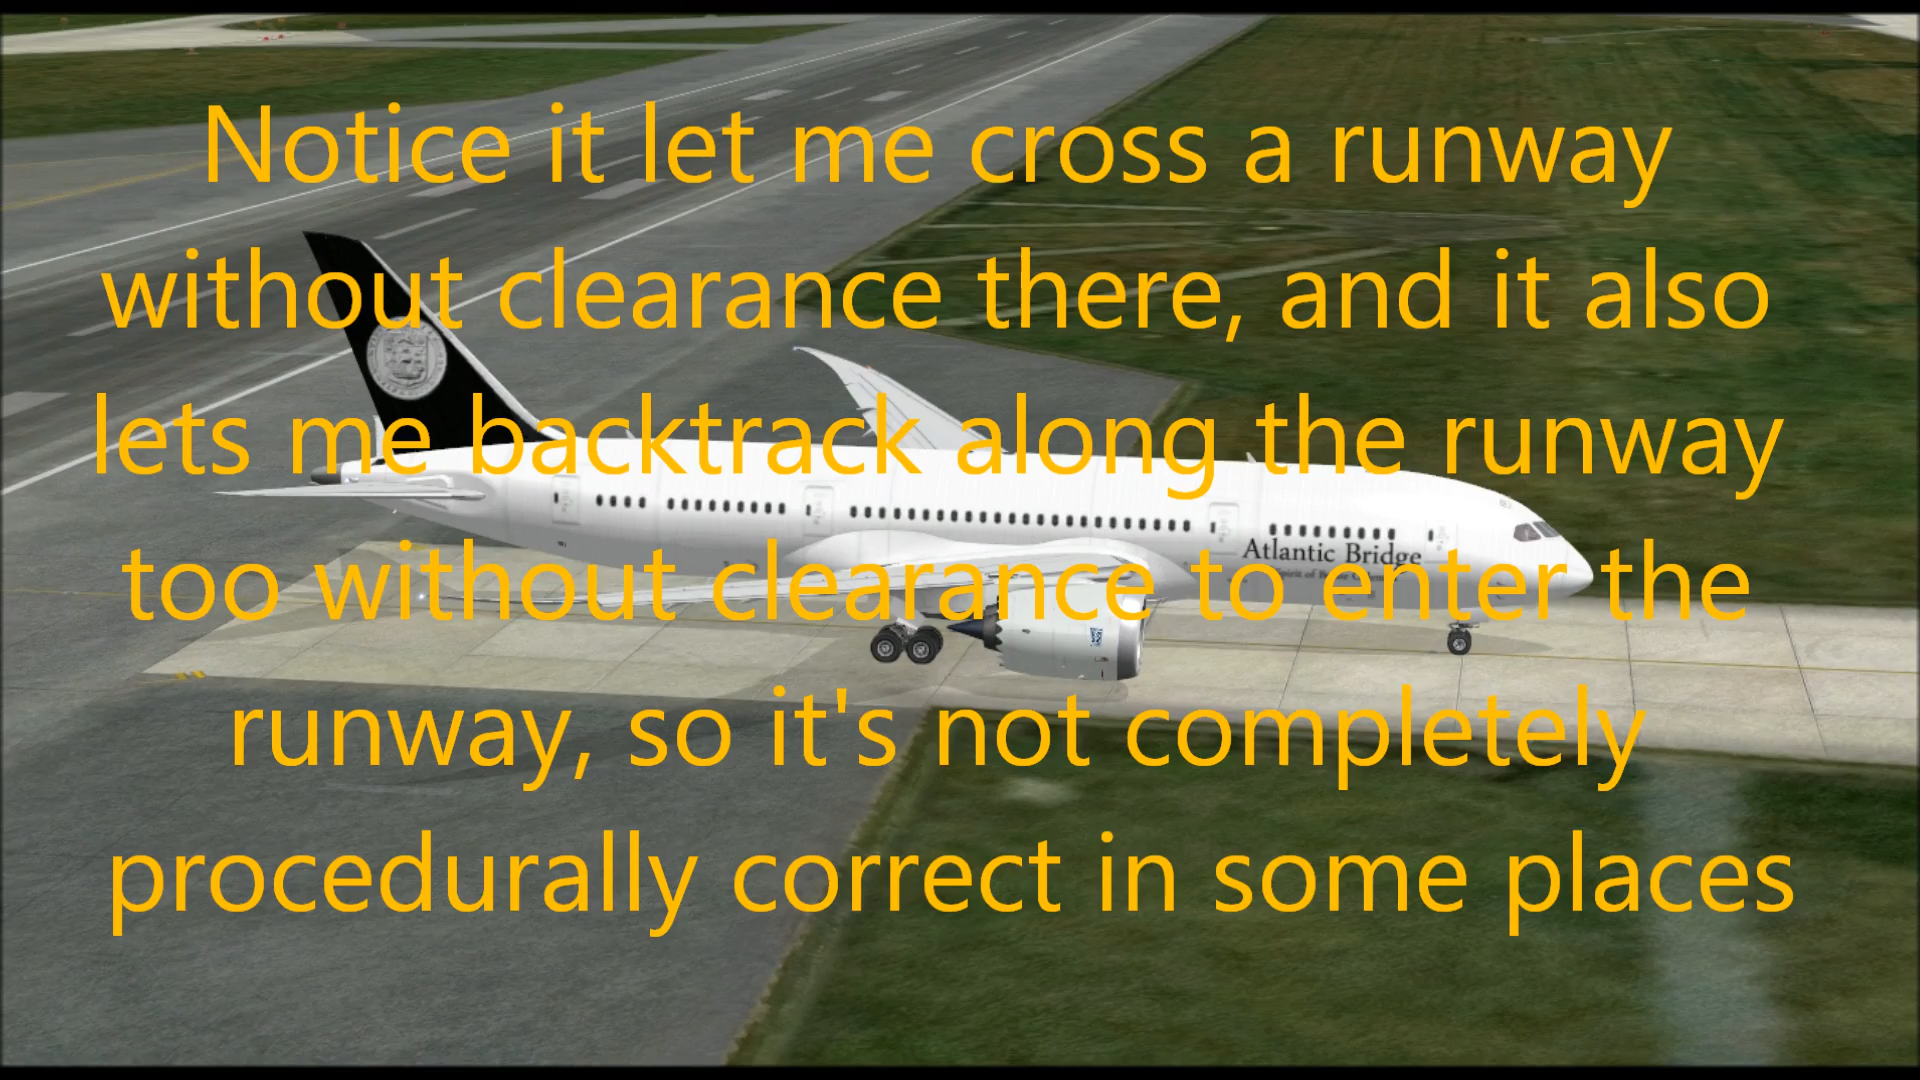 Notice it let me cross a runway
without clearance there, and it also
lets me backtrack along the runway
too without clearance to enter the
runway, so it's not completely
procedurally correct in some places
Atlantic Bridge